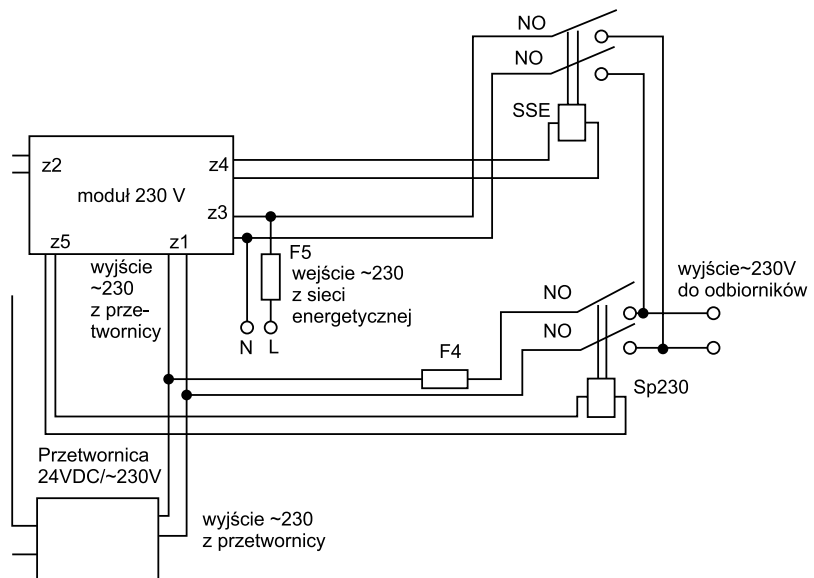 NO
NO
SSE
z2
z4
moduł 230 V
z3
z5
z1
F5
wyjście
~230
z prze-
twornicy
wejście ~230
z sieci
energetycznej
N
L
NO
NO
wyjście~230V
do odbiorników
F4
Sp230
Przetwornica
24VDC/~230V
wyjście ~230
z przetwornicy